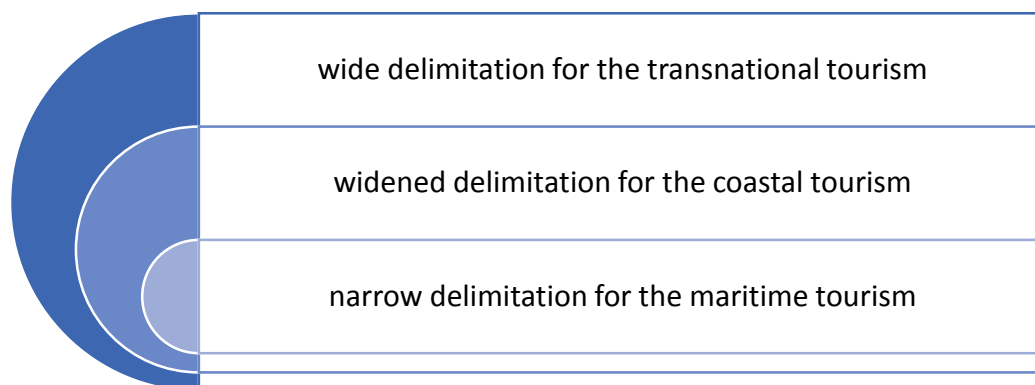 wide delimitation for the transnational tourism
widened delimitation for the coastal tourism
narrow delimitation for the maritime tourism